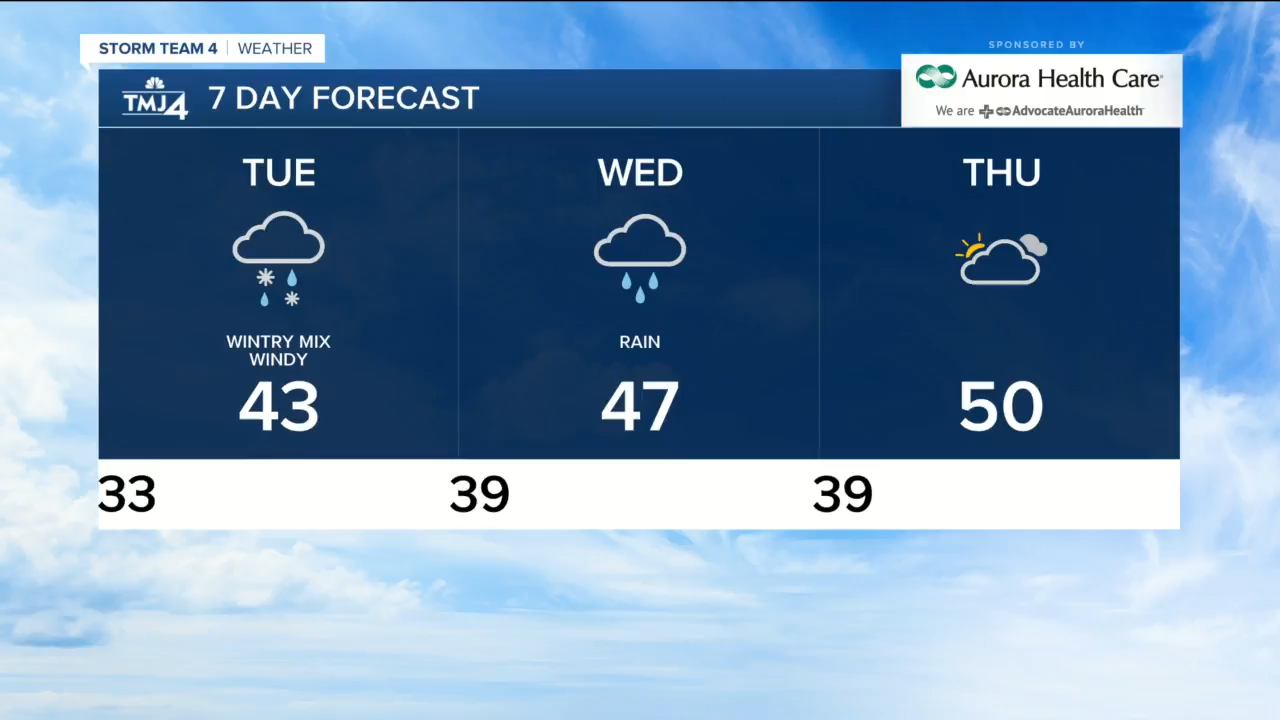 SPONSORED BY
STORM TEAM 4 | WEATHER
Aurora Health Care
We are AdvocateAuroraHealth
TMJ4 7 DAY FORECAST
TUE WED THU
WINTRY MIX RAIN
WINDY
43 47 50
33 39 39